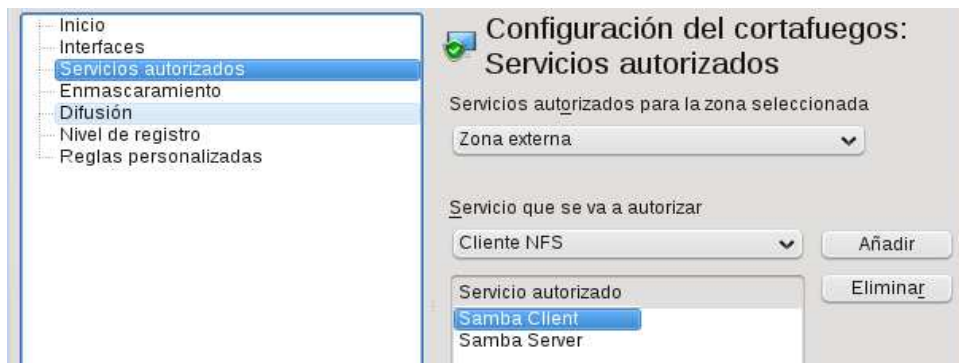 Inicio
Interfaces
Servicios autorizados
Enmascaramiento
Difusión
Nivel de registro
Reglas personalizadas
Configuración del cortafuegos:
Servicios autorizados
Servicios autorizados para la zona seleccionada
Zona externa
Servicio que se va a autorizar
Cliente NFS
Añadir
Servicio autorizado
Eliminar
Samba Client
Samba Server